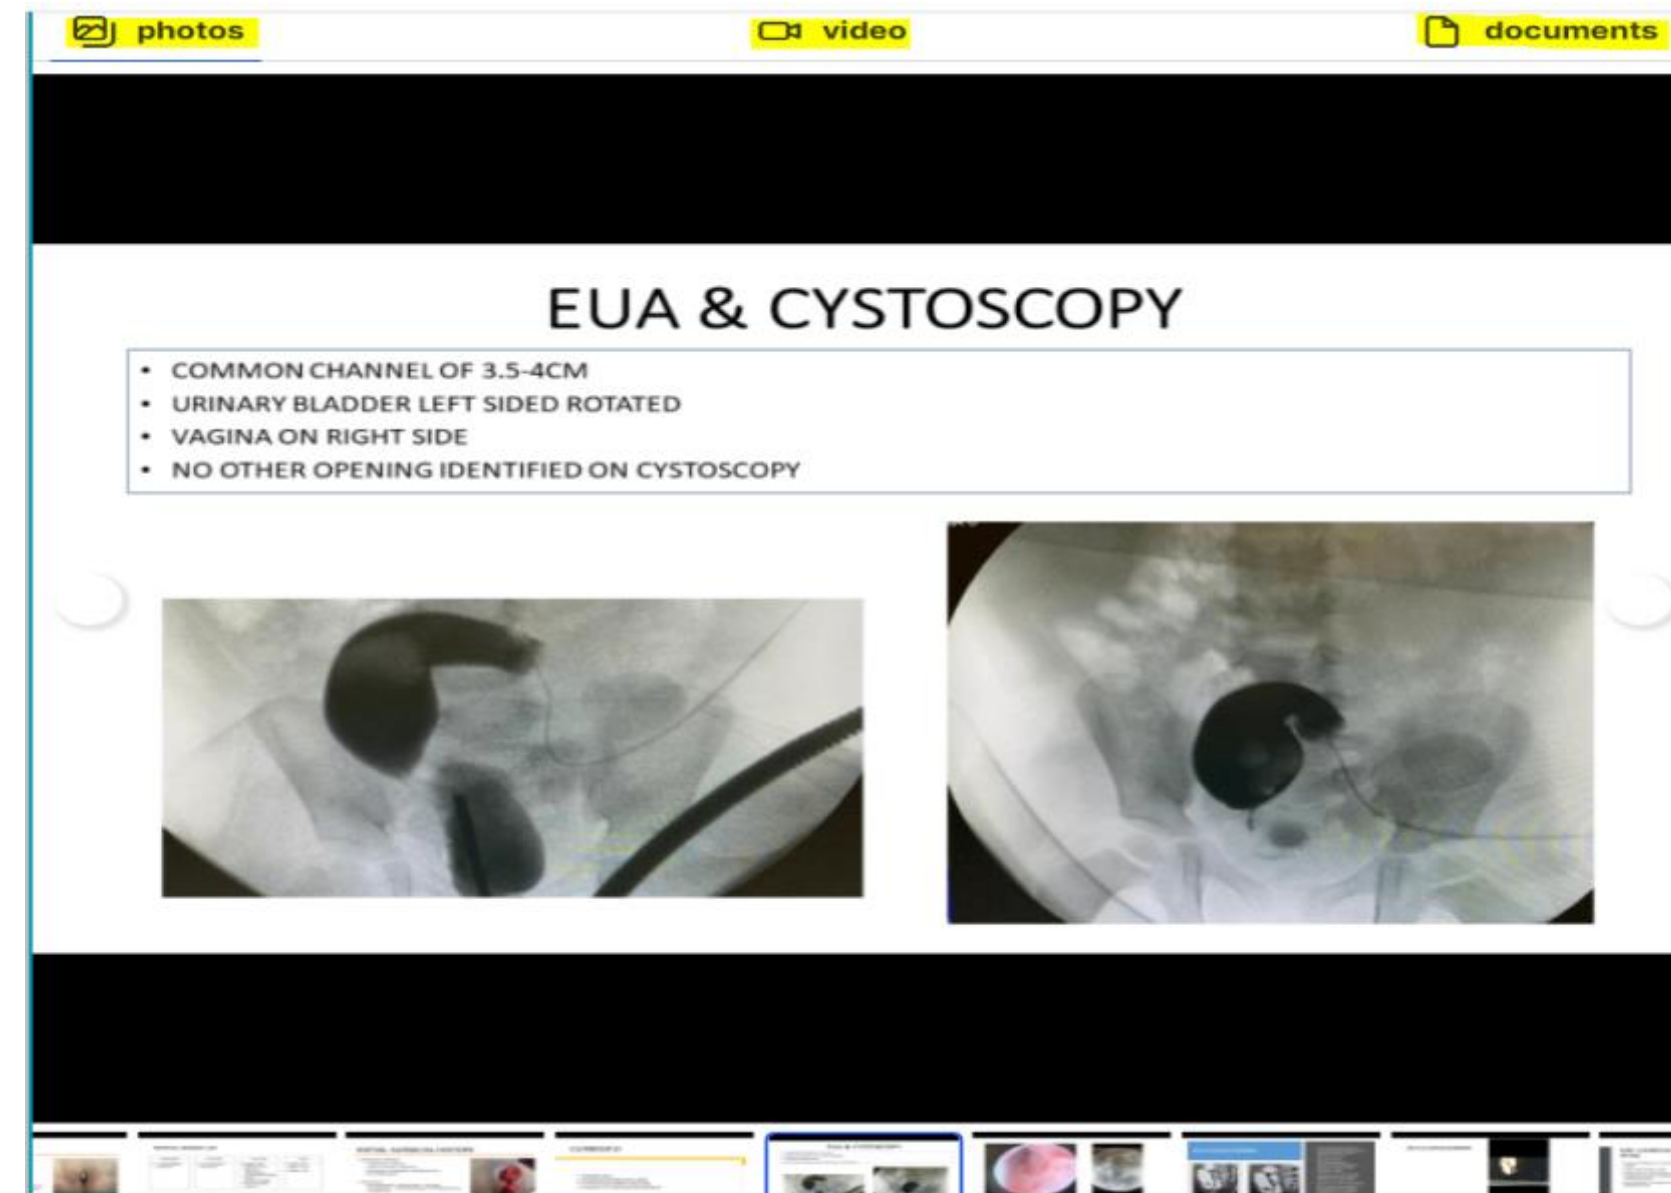 photos
video
documents
EUA & CYSTOSCOPY
• COMMON CHANNEL OF 3.5-4CM
• URINARY BLADDER LEFT SIDED ROTATED
• VAGINA ON RIGHT SIDE
• NO OTHER OPENING IDENTIFIED ON CYSTOSCOPY